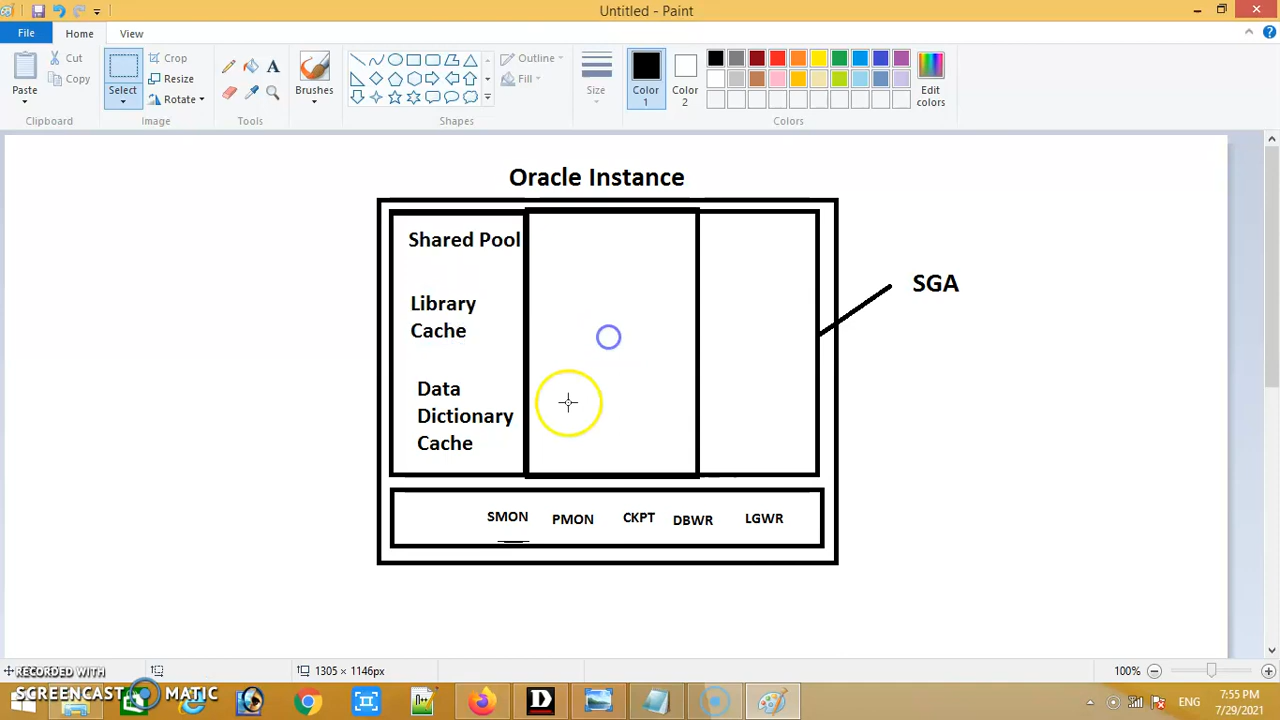 Untitled - Paint
File Home View
Paste
Cut
Copy
Clipboard
Select
Crop
Resize
Rotate
Image
Tools
Brushes
Shapes
Outline
Fill
Size
Color 1
Color 2
Edit colors
Colors
Oracle Instance
Shared Pool
Library
Cache
Data
Dictionary
Cache
SGA
SMON PMON CKPT DBWR LGWR
1305 × 1146px
100%
RECORDED WITH
SCREENCAST MATIC
ENG
7:55 PM
7/29/2021